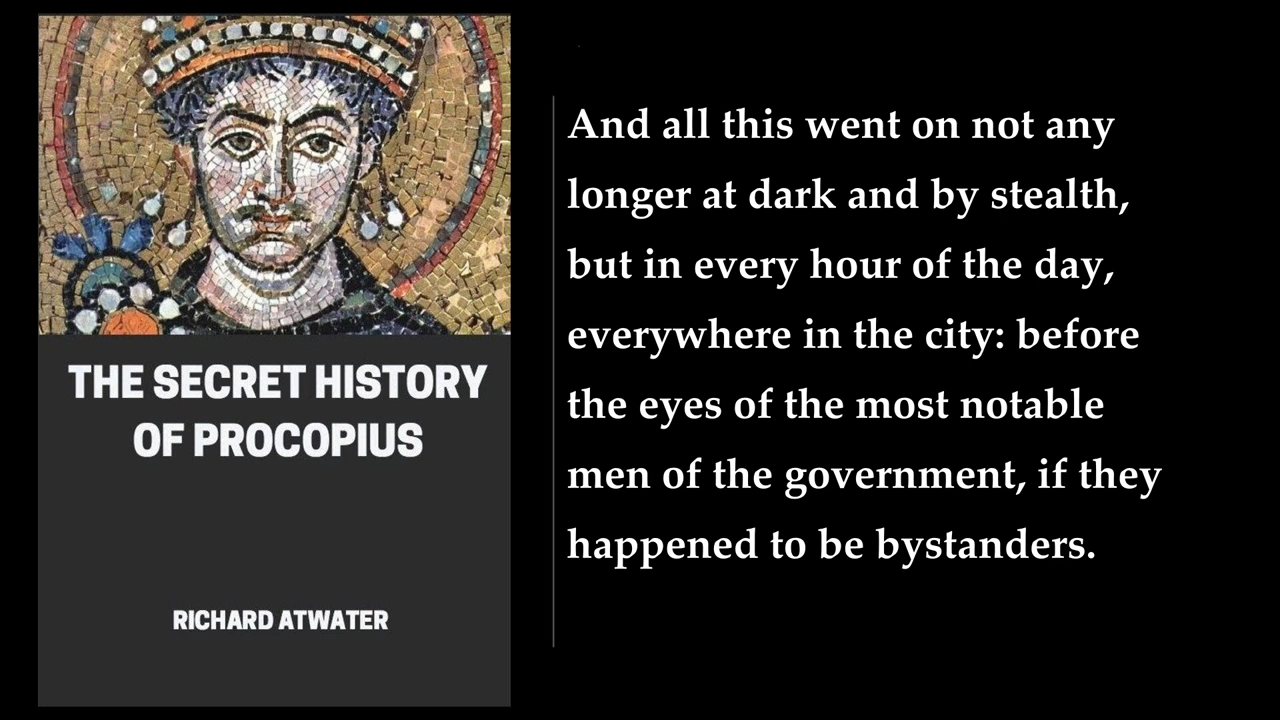 THE SECRET HISTORY
OF PROCOPIUS
RICHARD ATWATER
And all this went on not any
longer at dark and by stealth,
but in every hour of the day,
everywhere in the city: before
the eyes of the most notable
men of the government, if they
happened to be bystanders.